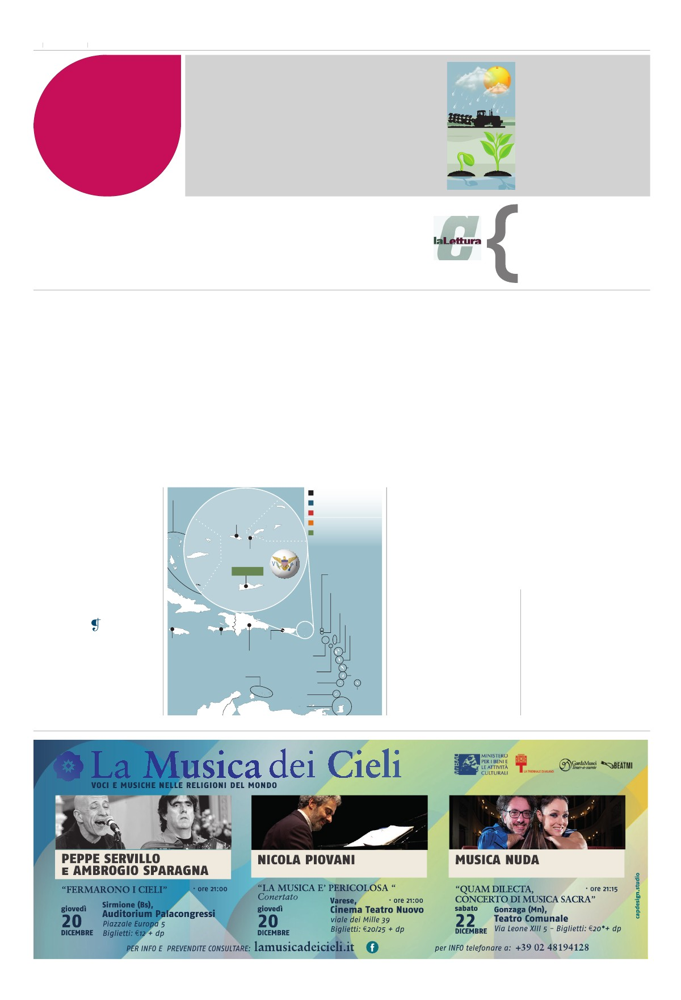 laLettura
V I
La Musica dei Cieli
VOCI E MUSICHE NELLE RELIGIONI DEL MONDO
MiBAC
MINISTERO
PER I BENI E
LE ATTIVITÀ
CULTURALI
LA TRIENNALE DI MILANO
GardaMusei
BEATMI
PEPPE SERVILLO
E AMBROGIO SPARAGNA
“FERMARONO I CIELI”
· ore 21:00
giovedì
20
DICEMBRE
Sirmione (Bs),
Auditorium Palacongressi
Piazzale Europa 5
Biglietti: €12 + dp
NICOLA PIOVANI
“LA MUSICA E’ PERICOLOSA “
Conertato
giovedì
20
DICEMBRE
Varese,
· ore 21:00
Cinema Teatro Nuovo
viale dei Mille 39
Biglietti: €20/25 + dp
MUSICA NUDA
“QUAM DILECTA,
· ore 21:15
CONCERTO DI MUSICA SACRA”
sabato
22
DICEMBRE
Gonzaga (Mn),
Teatro Comunale
Via Leone XIII 5 – Biglietti: €20*+ dp
capdesign.studio
PER INFO E PREVENDITE CONSULTARE: lamusicadeicieli.it
f
per INFO telefonare a: +39 02 48194128